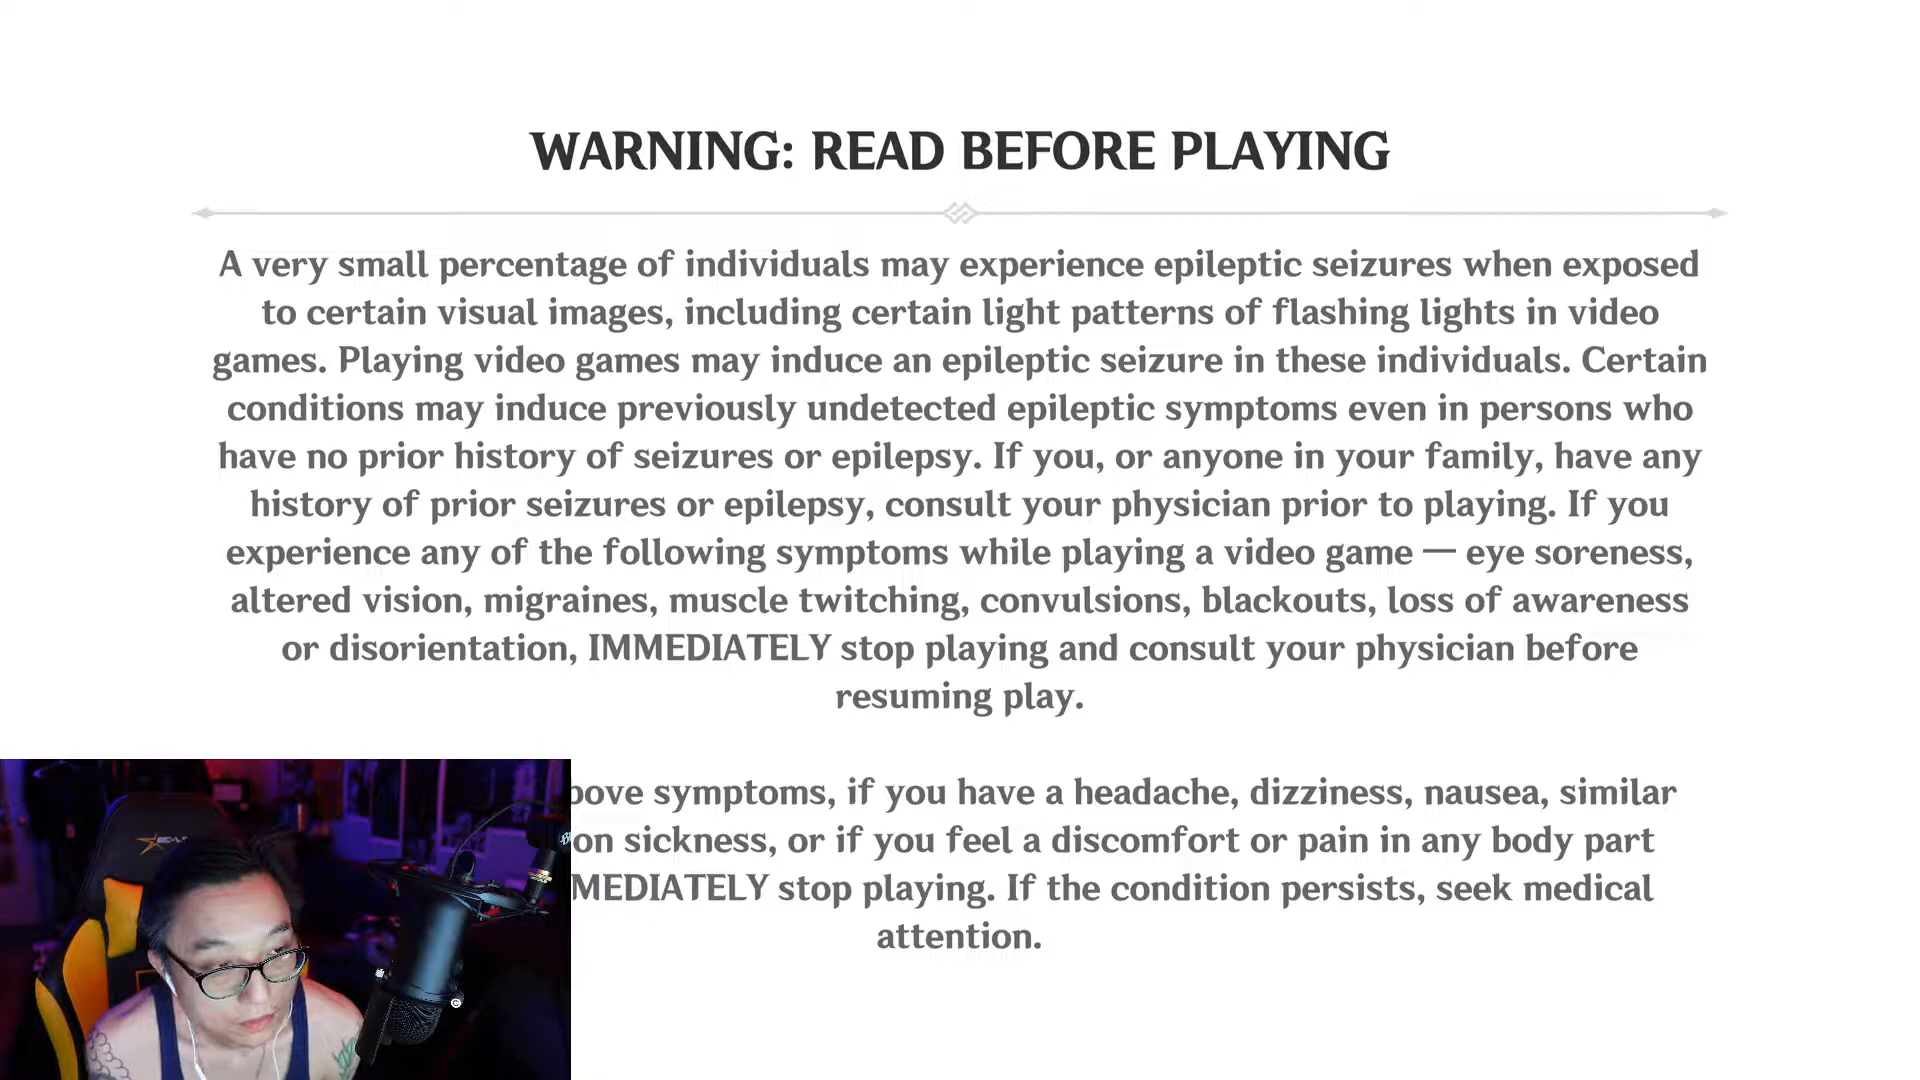 WARNING: READ BEFORE PLAYING
A very small percentage of individuals may experience epileptic seizures when exposed
to certain visual images, including certain light patterns of flashing lights in video
games. Playing video games may induce an epileptic seizure in these individuals. Certain
conditions may induce previously undetected epileptic symptoms even in persons who
have no prior history of seizures or epilepsy. If you, or anyone in your family, have any
history of prior seizures or epilepsy, consult your physician prior to playing. If you
experience any of the following symptoms while playing a video game — eye soreness,
altered vision, migraines, muscle twitching, convulsions, blackouts, loss of awareness
or disorientation, IMMEDIATELY stop playing and consult your physician before
resuming play.
symptoms, if you have a headache, dizziness, nausea, similar
sickness, or if you feel a discomfort or pain in any body part
stop playing. If the condition persists, seek medical
attention.